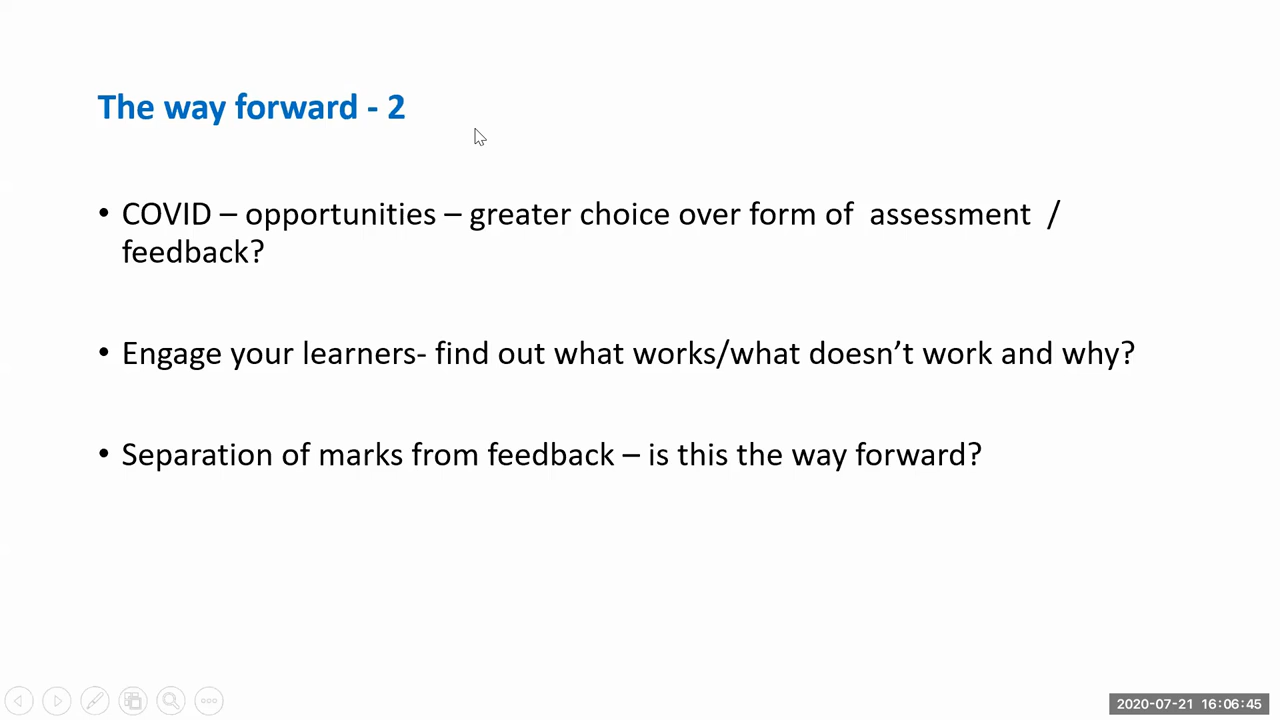 The way forward - 2
• COVID – opportunities – greater choice over form of  assessment  /
feedback?
• Engage your learners- find out what works/what doesn’t work and why?
• Separation of marks from feedback – is this the way forward?
2020-07-21  16:06:45